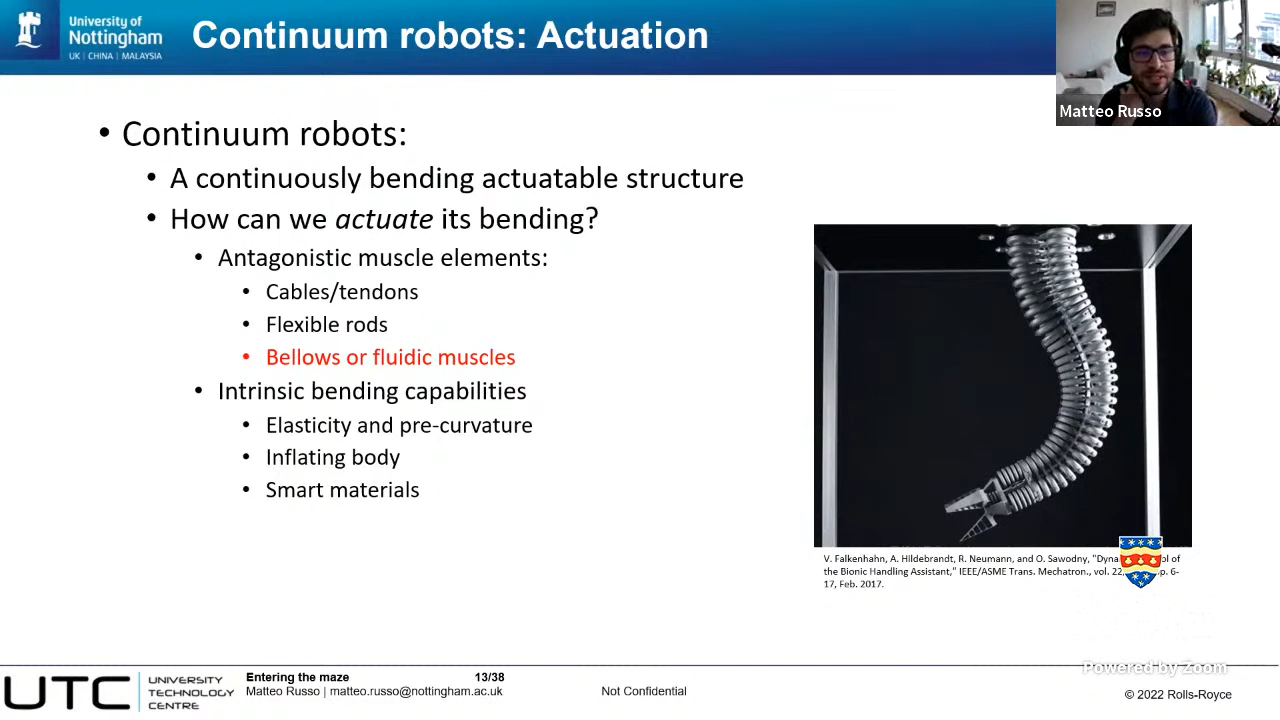 University of
Nottingham
UK | CHINA | MALAYSIA
Continuum robots: Actuation
Matteo Russo
• Continuum robots:
• A continuously bending actuatable structure
• How can we actuate its bending?
• Antagonistic muscle elements:
• Cables/tendons
• Flexible rods
• Bellows or fluidic muscles
• Intrinsic bending capabilities
• Elasticity and pre-curvature
• Inflating body
• Smart materials
V. Falkenhahn, A. Hildebrandt, R. Neumann, and O. Sawodny, "Dyna ol of
the Bionic Handling Assistant," IEEE/ASME Trans. Mechatron., vol. 22, p. 6-
17, Feb. 2017.
Powered by Zoom
UTC
UNIVERSITY
TECHNOLOGY
CENTRE
Entering the maze 13/38
Matteo Russo | matteo.russo@nottingham.ac.uk
Not Confidential
© 2022 Rolls-Royce